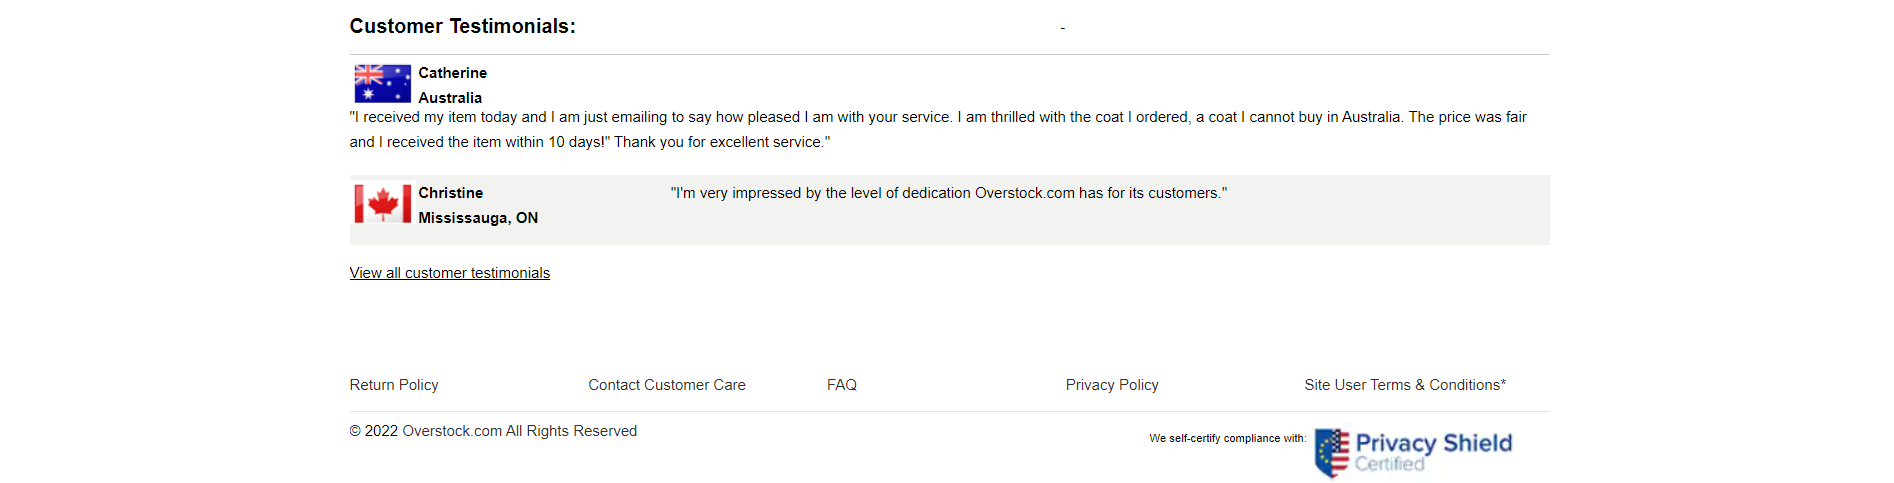 Customer Testimonials:
-
Catherine
Australia
"I received my item today and I am just emailing to say how pleased I am with your service. I am thrilled with the coat I ordered, a coat I cannot buy in Australia. The price was fair
and I received the item within 10 days!" Thank you for excellent service."
Christine
"I'm very impressed by the level of dedication Overstock.com has for its customers."
Mississauga, ON
View all customer testimonials
Return Policy
Contact Customer Care
FAQ
Privacy Policy
Site User Terms & Conditions*
© 2022 Overstock.com All Rights Reserved
We self-certify compliance with:
Privacy Shield
Certified